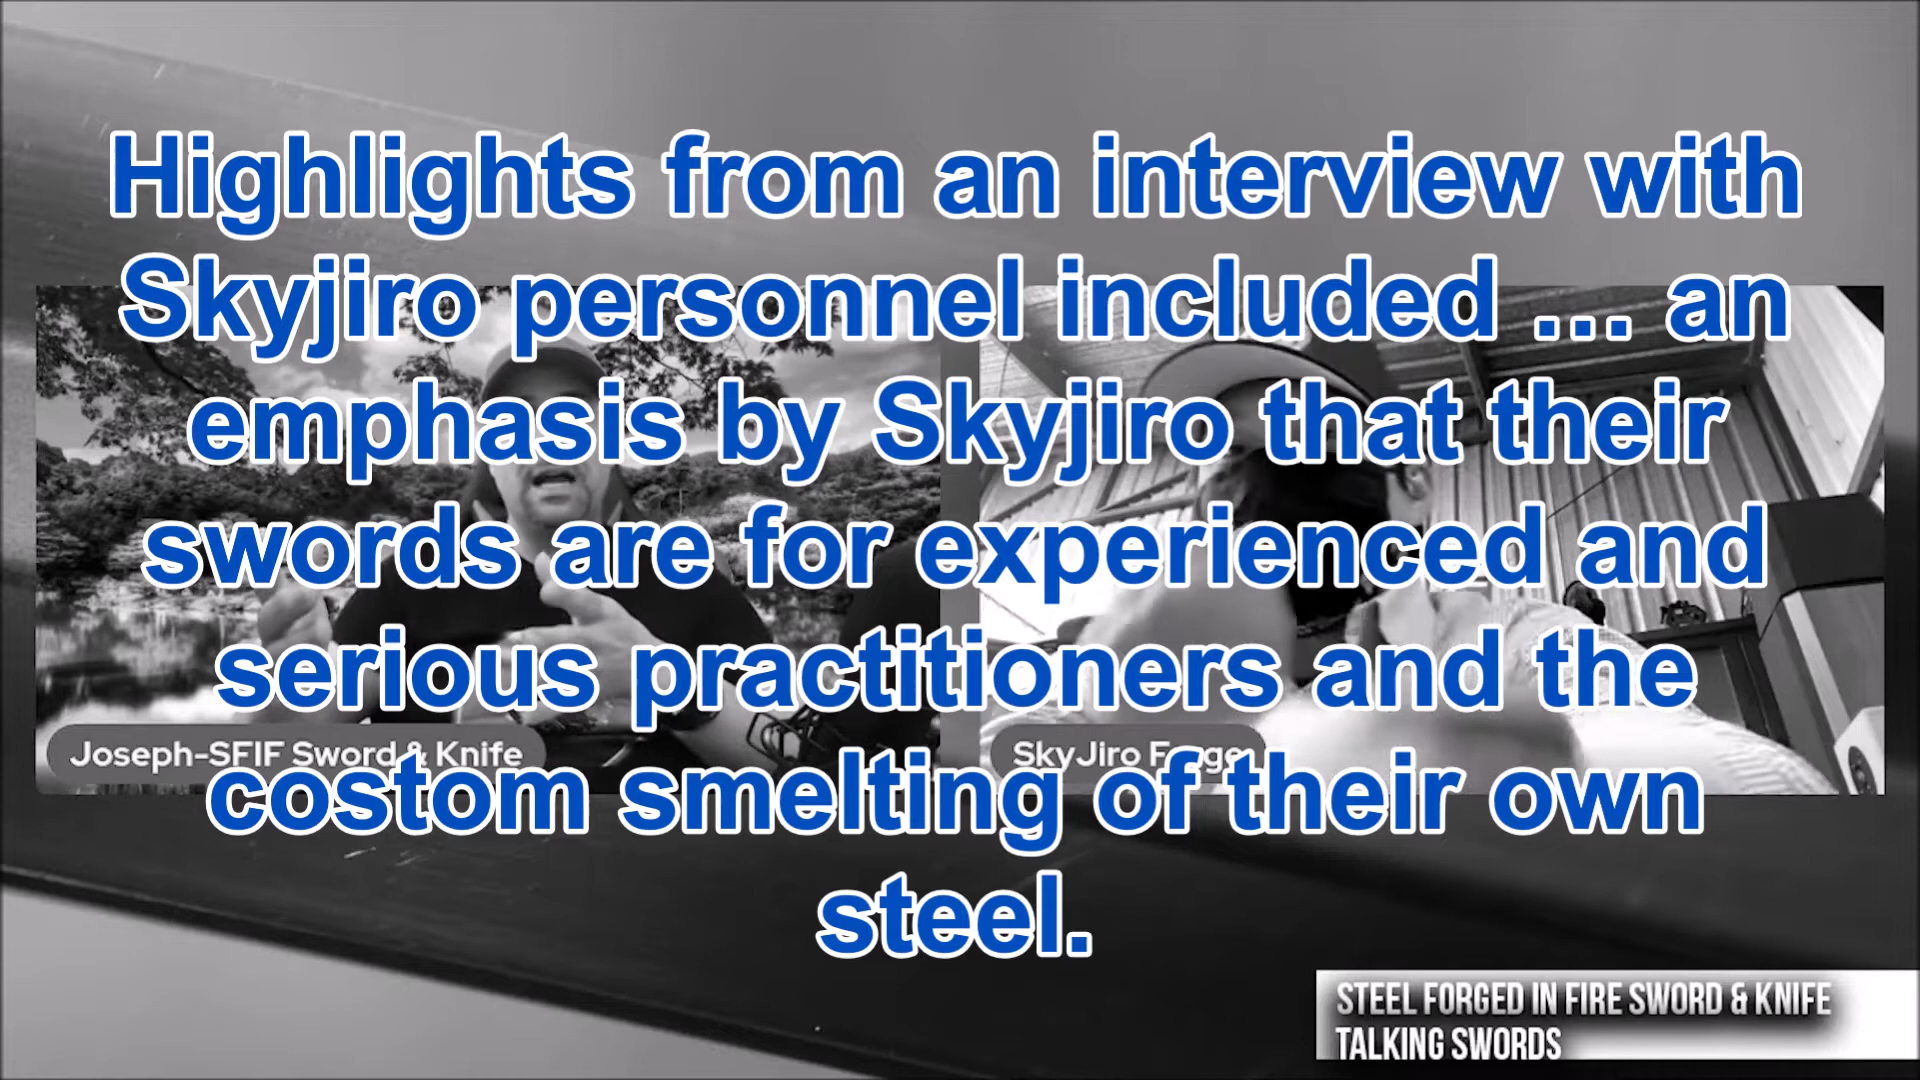 Highlights from an interview with
Skyjiro personnel included … an
emphasis by Skyjiro that their
swords are for experienced and
serious practitioners and the
costom smelting of their own
steel.
Joseph-SFIF Sword & Knife
SkyJiro Forge
STEEL FORGED IN FIRE SWORD & KNIFE
TALKING SWORDS